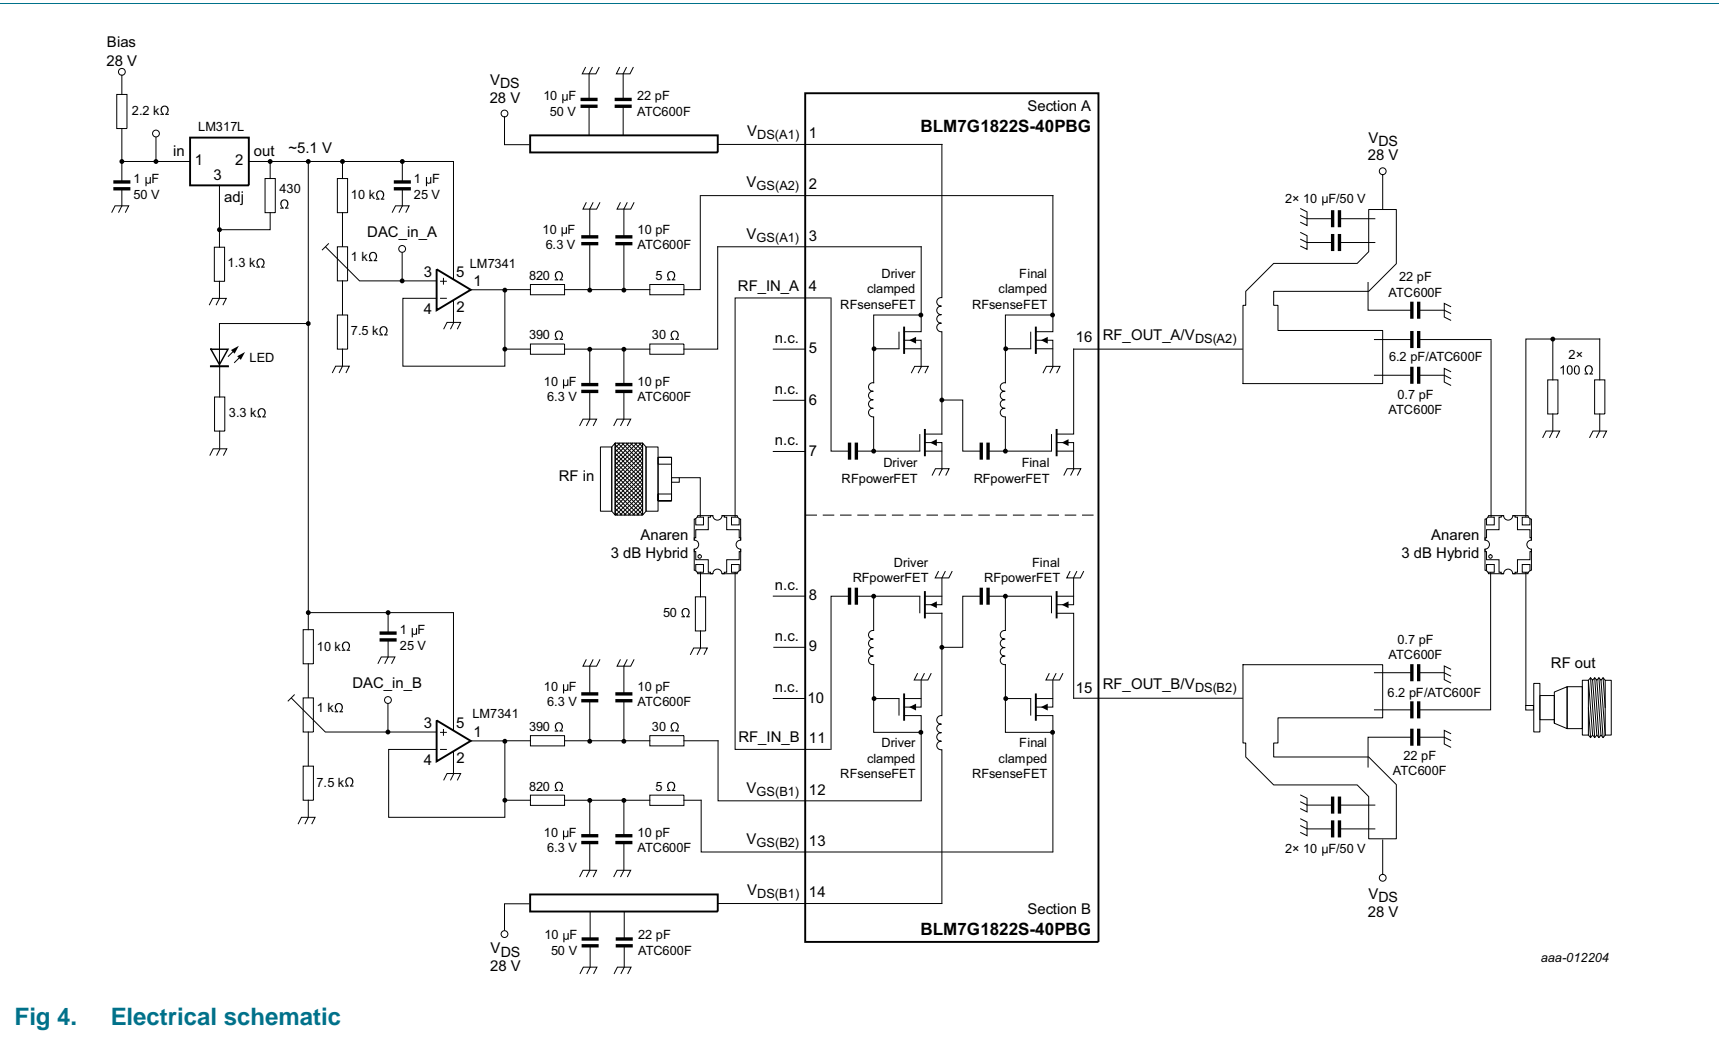 Bias
28 V
2.2 kΩ
LM317L
in
1
2
3
out
~5.1 V
adj
1 μF
50 V
430
Ω
1.3 kΩ
LED
3.3 kΩ
10 kΩ
1 μF
25 V
DAC_in_A
1 kΩ
7.5 kΩ
LM7341
3
5
1
4
2
+
−
VDS
28 V
10 μF
50 V
22 pF
ATC600F
10 μF
6.3 V
10 pF
ATC600F
820 Ω
5 Ω
390 Ω
30 Ω
10 μF
6.3 V
10 pF
ATC600F
RF in
Anaren
3 dB Hybrid
50 Ω
10 kΩ
1 μF
25 V
DAC_in_B
1 kΩ
7.5 kΩ
LM7341
3
5
1
4
2
+
−
10 μF
6.3 V
10 pF
ATC600F
390 Ω
30 Ω
820 Ω
5 Ω
10 μF
6.3 V
10 pF
ATC600F
VDS
28 V
10 μF
50 V
22 pF
ATC600F
VDS(A1) 1
VGS(A2) 2
VGS(A1) 3
RF_IN_A 4
n.c. 5
n.c. 6
n.c. 7
n.c. 8
n.c. 9
n.c. 10
RF_IN_B 11
VGS(B1) 12
VGS(B2) 13
VDS(B1) 14
Section A
BLM7G1822S-40PBG
Driver
clamped
RFsenseFET
Final
clamped
RFsenseFET
Driver
RFpowerFET
Final
RFpowerFET
Driver
RFpowerFET
Final
RFpowerFET
Driver
clamped
RFsenseFET
Final
clamped
RFsenseFET
Section B
BLM7G1822S-40PBG
16 RF_OUT_A/VDS(A2)
15 RF_OUT_B/VDS(B2)
VDS
28 V
2× 10 μF/50 V
22 pF
ATC600F
6.2 pF/ATC600F
0.7 pF
ATC600F
2×
100 Ω
Anaren
3 dB Hybrid
0.7 pF
ATC600F
6.2 pF/ATC600F
22 pF
ATC600F
2× 10 μF/50 V
VDS
28 V
RF out
aaa-012204
Fig 4. Electrical schematic